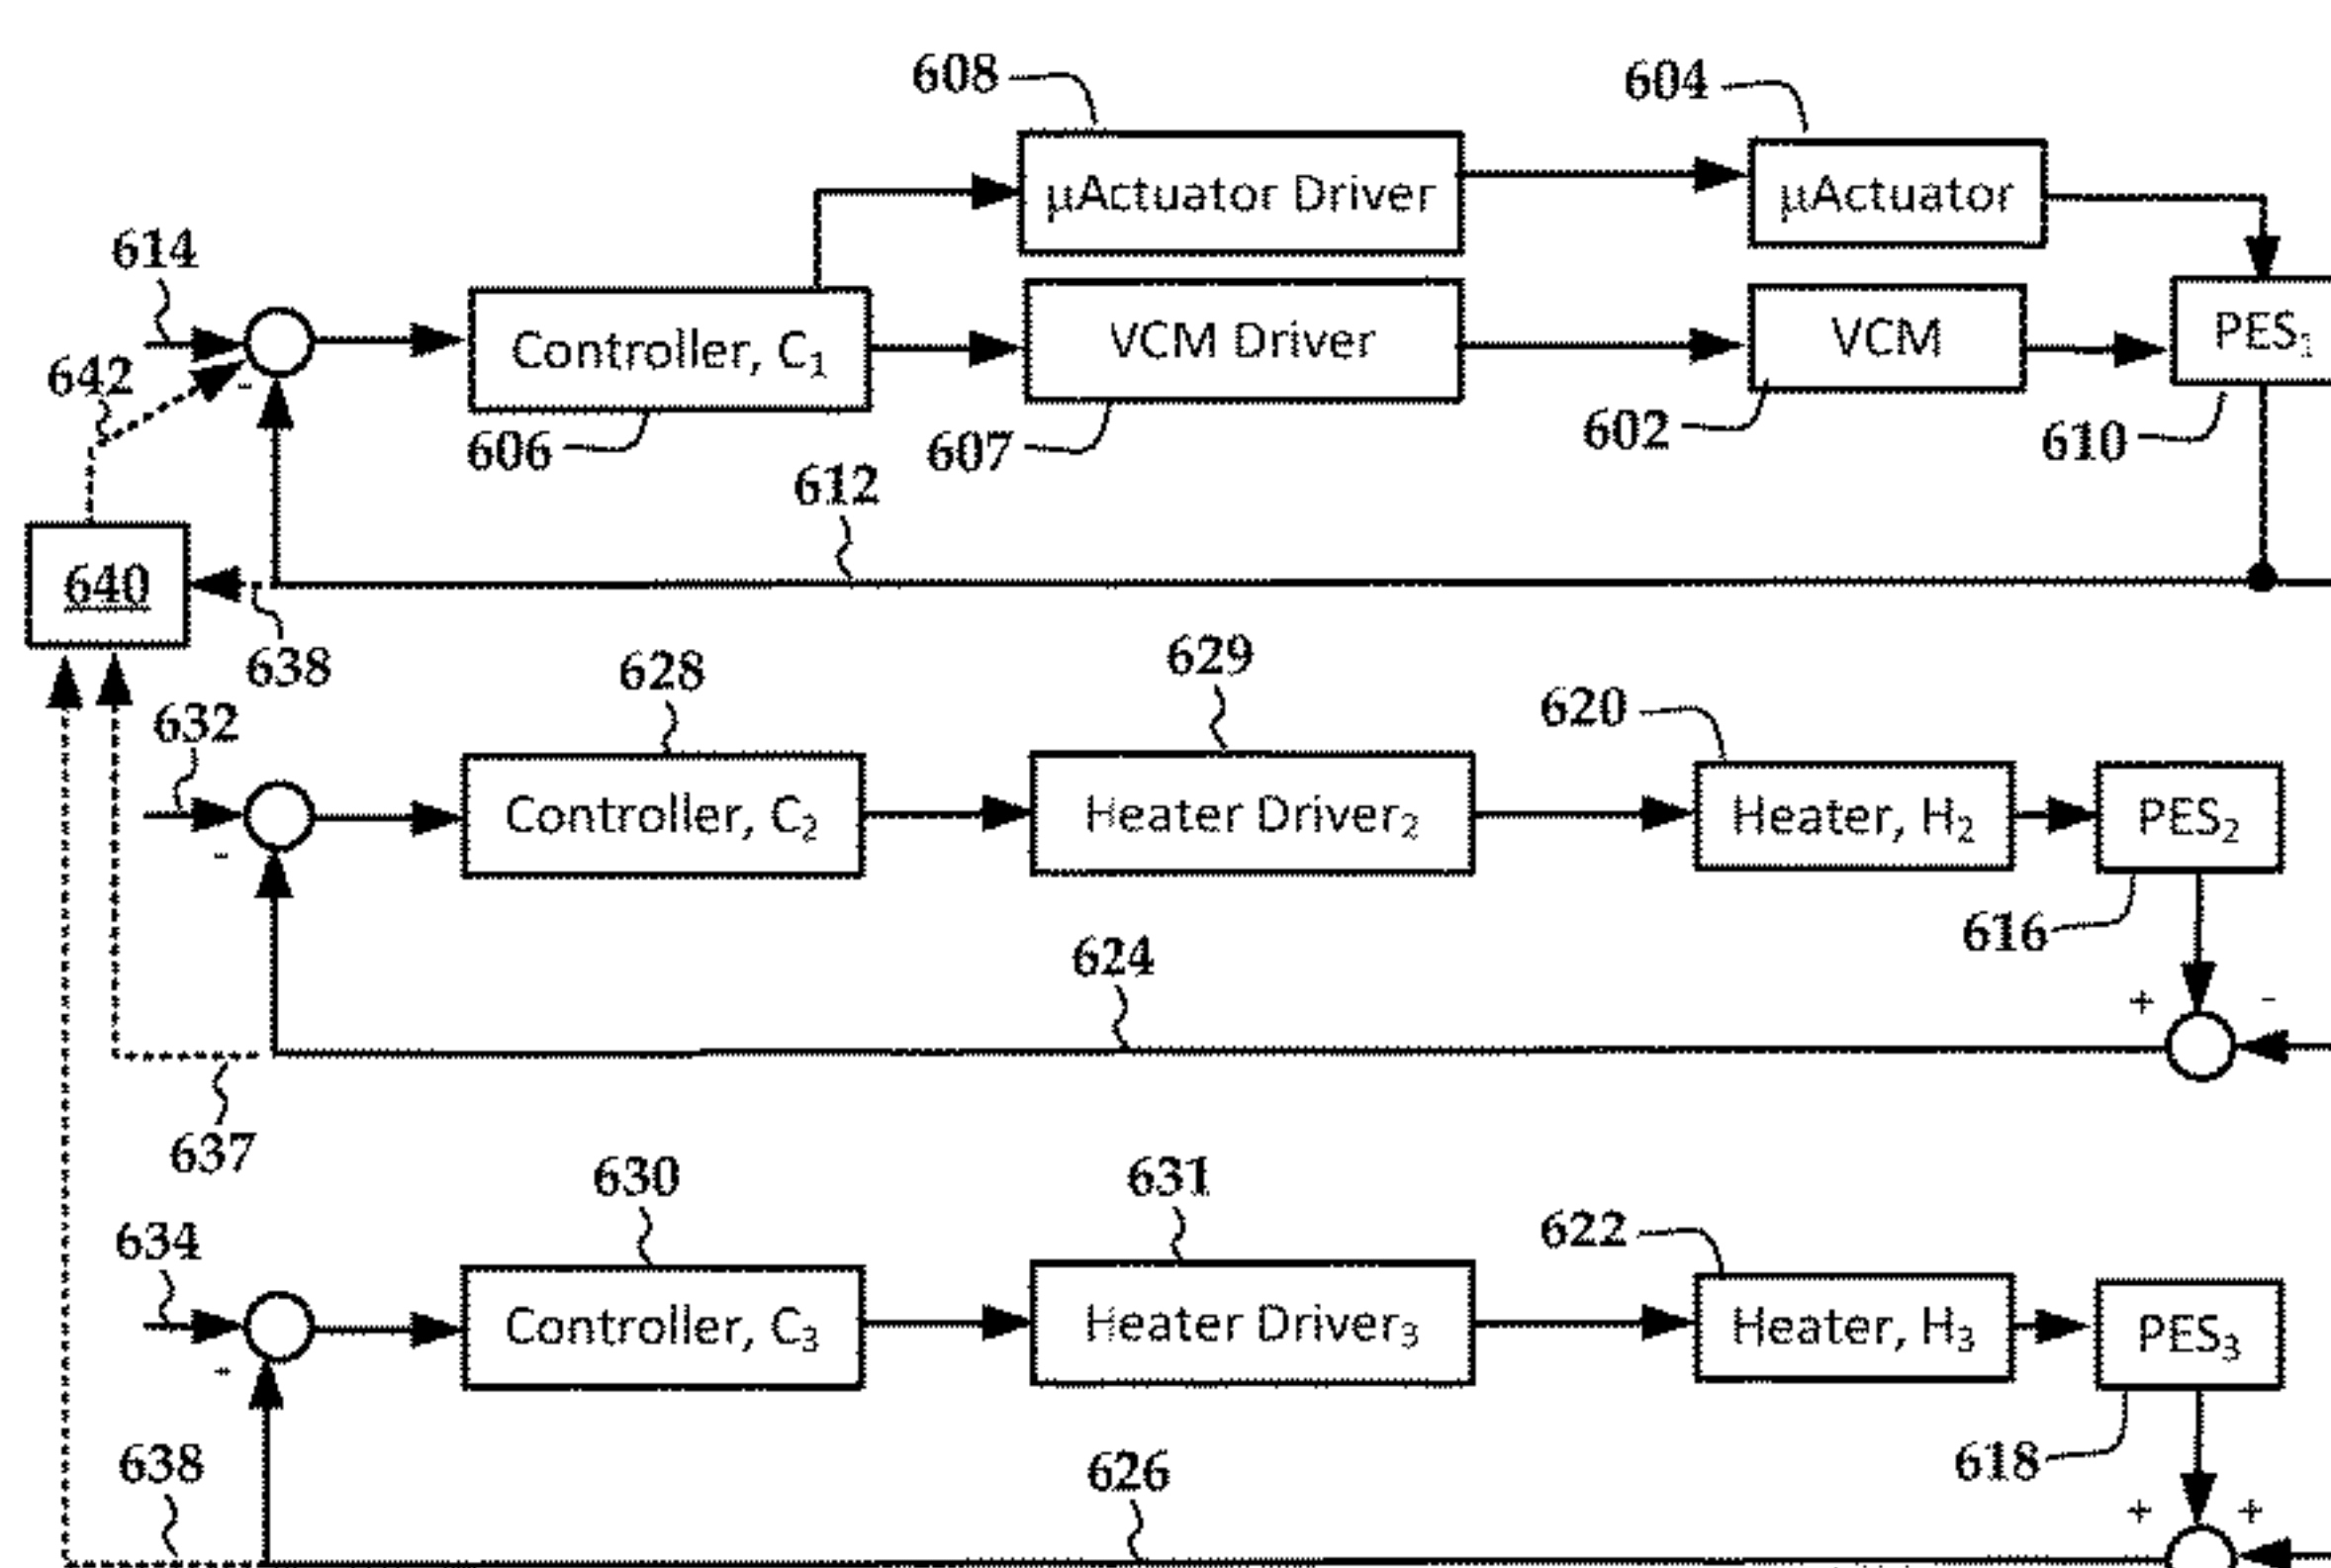 608
604
μActuator Driver
μActuator
614
642
-
Controller, C₁
VCM Driver
VCM
PES₁
606
607
602
610
612
640
638
628
629
620
632
-
Controller, C₂
Heater Driver₂
Heater, H₂
PES₂
616
624
+
-
637
630
631
622
634
-
Controller, C₃
Heater Driver₃
Heater, H₃
PES₃
638
626
618
+
+